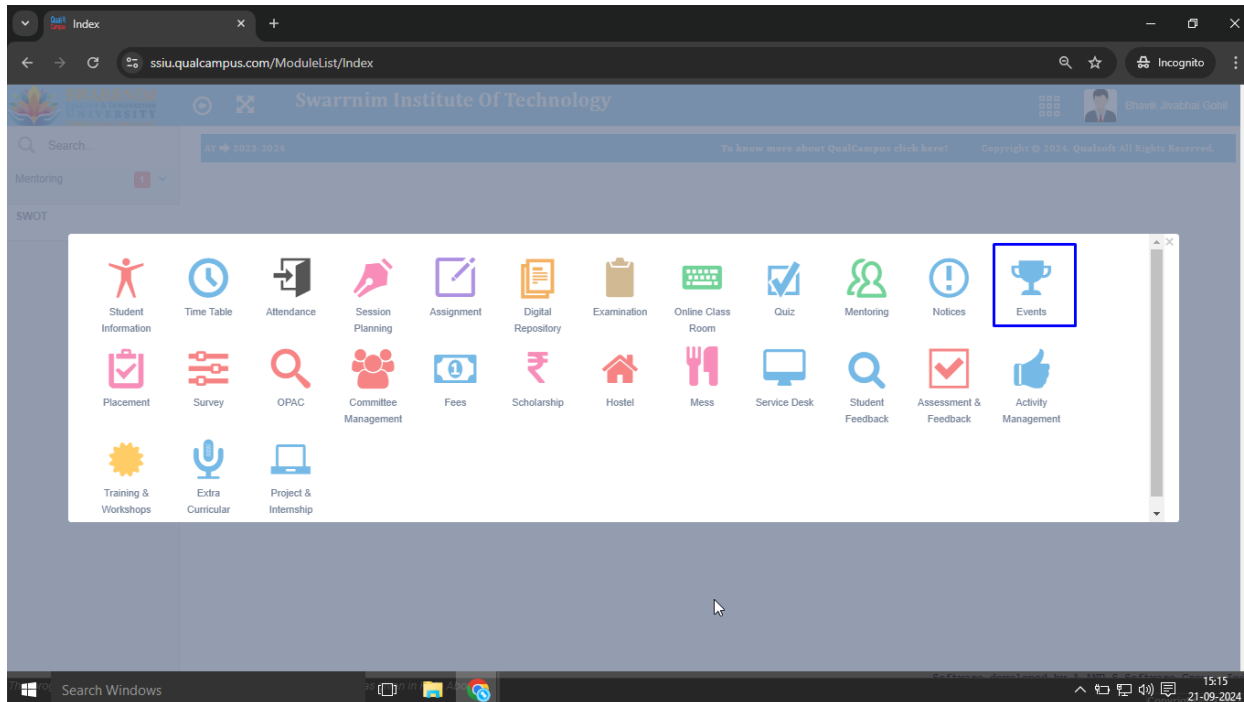 Index
ssiu.qualcampus.com/ModuleList/Index
Incognito
UNIVERSITY
Swarrnim Institute Of Technology
Bhavik Jivabhai Gohil
Search...
AY 2023-2024
To know more about QualCampus click here!
Copyright © 2024. Qualsoft All Rights Reserved.
Mentoring
1
SWOT
Student
Information
Time Table
Attendance
Session
Planning
Assignment
Digital
Repository
Examination
Online Class
Room
Quiz
Mentoring
Notices
Events
Placement
Survey
OPAC
Committee
Management
Fees
Scholarship
Hostel
Mess
Service Desk
Student
Feedback
Assessment &
Feedback
Activity
Management
Training &
Workshops
Extra
Curricular
Project &
Internship
Search Windows
15:15
21-09-2024